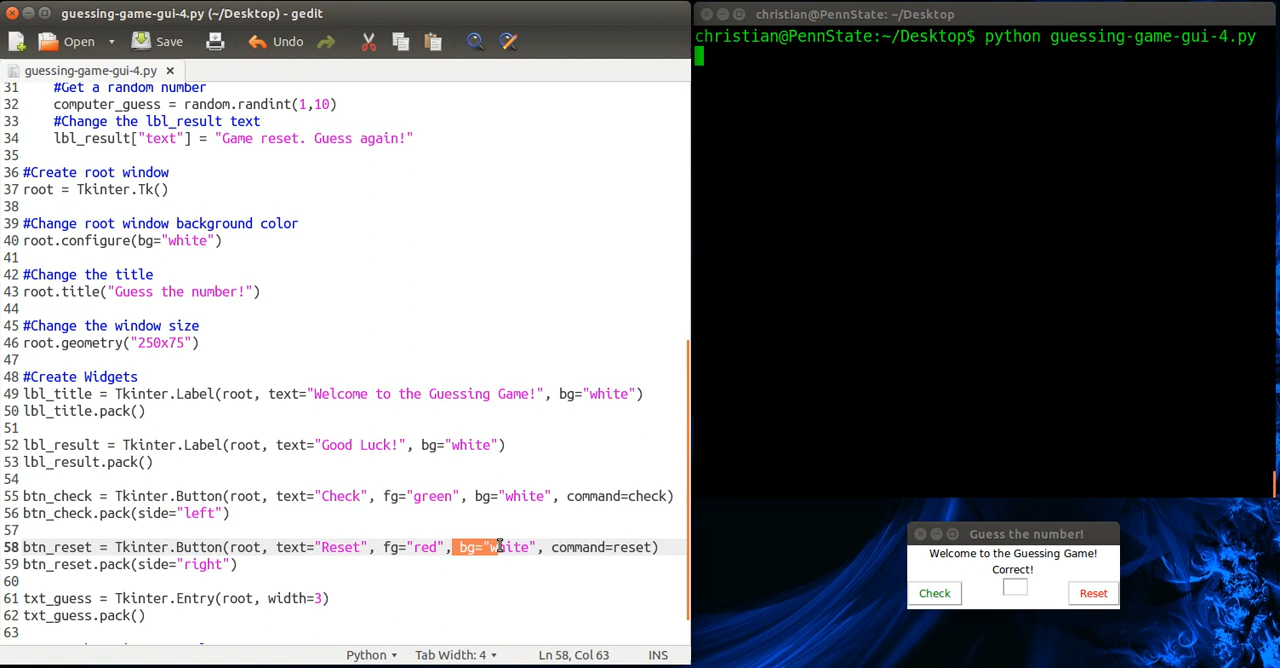 guessing-game-gui-4.py (~/Desktop) - gedit
Open Save Undo
guessing-game-gui-4.py
31 #Get a random number
32 computer_guess = random.randint(1,10)
33 #Change the lbl_result text
34 lbl_result["text"] = "Game reset. Guess again!"
35
36 #Create root window
37 root = Tkinter.Tk()
38
39 #Change root window background color
40 root.configure(bg="white")
41
42 #Change the title
43 root.title("Guess the number!")
44
45 #Change the window size
46 root.geometry("250x75")
47
48 #Create Widgets
49 lbl_title = Tkinter.Label(root, text="Welcome to the Guessing Game!", bg="white")
50 lbl_title.pack()
51
52 lbl_result = Tkinter.Label(root, text="Good Luck!", bg="white")
53 lbl_result.pack()
54
55 btn_check = Tkinter.Button(root, text="Check", fg="green", bg="white", command=check)
56 btn_check.pack(side="left")
57
58 btn_reset = Tkinter.Button(root, text="Reset", fg="red", bg="white", command=reset)
59 btn_reset.pack(side="right")
60
61 txt_guess = Tkinter.Entry(root, width=3)
62 txt_guess.pack()
63
Python Tab Width: 4 Ln 58, Col 63 INS
christian@PennState: ~/Desktop
christian@PennState:~/Desktop$ python guessing-game-gui-4.py
Guess the number!
Welcome to the Guessing Game!
Correct!
Check Reset